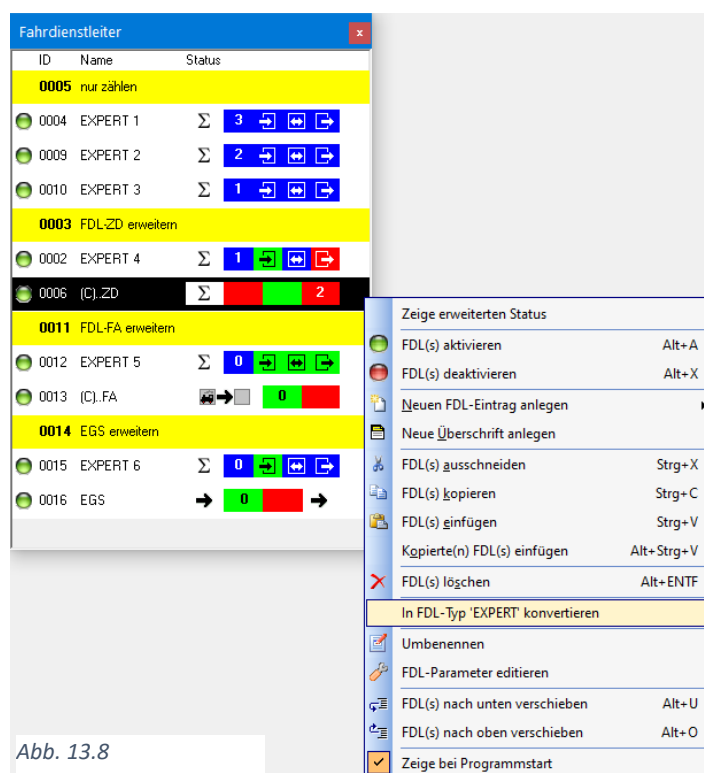 Fahrdienstleiter x
ID Name Status
0005 nur zählen
0004 EXPERT 1 Σ 3
0009 EXPERT 2 Σ 2
0010 EXPERT 3 Σ 1
0003 FDL-ZD erweitern
0002 EXPERT 4 Σ 1
0006 (C)..ZD Σ 2
0011 FDL-FA erweitern
0012 EXPERT 5 Σ 0
0013 (C)..FA 0
0014 EGS erweitern
0015 EXPERT 6 Σ 0
0016 EGS 0
Zeige erweiterten Status
FDL(s) aktivieren Alt+A
FDL(s) deaktivieren Alt+X
Neuen FDL-Eintrag anlegen
Neue Überschrift anlegen
FDL(s) ausschneiden Strg+X
FDL(s) kopieren Strg+C
FDL(s) einfügen Strg+V
Kopierte(n) FDL(s) einfügen Alt+Strg+V
FDL(s) löschen Alt+ENTF
In FDL-Typ 'EXPERT' konvertieren
Umbenennen
FDL-Parameter editieren
FDL(s) nach unten verschieben Alt+U
FDL(s) nach oben verschieben Alt+O
Zeige bei Programmstart
Abb. 13.8